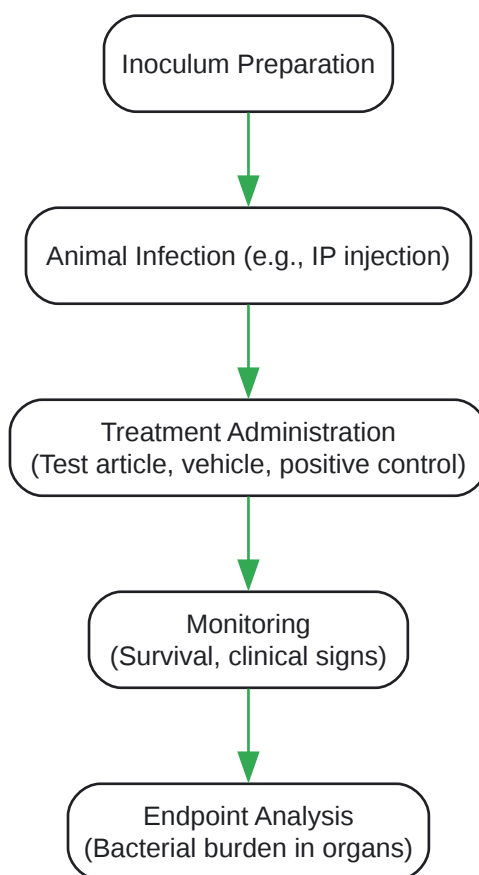 Inoculum Preparation
Animal Infection (e.g., IP injection)
Treatment Administration
(Test article, vehicle, positive control)
Monitoring
(Survival, clinical signs)
Endpoint Analysis
(Bacterial burden in organs)